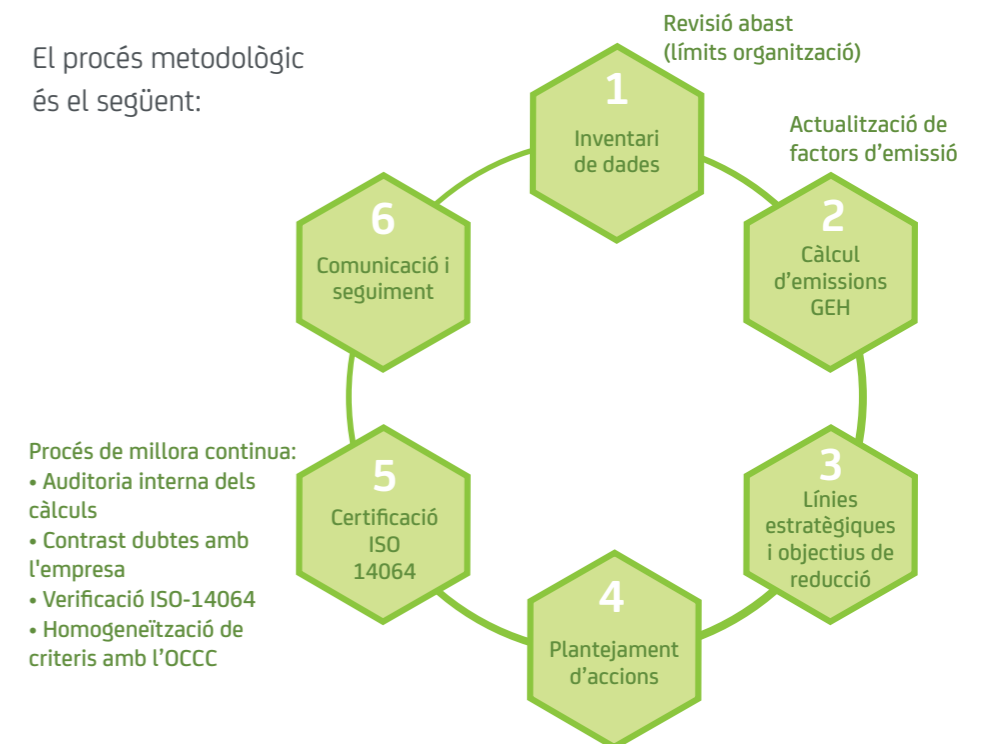 El procés metodològic
és el següent:
Revisió abast
(límits organització)
1
Inventari
de dades
Actualització de
factors d'emissió
2
Càlcul
d'emissions
GEH
3
Línies
estratègiques
i objectius de
reducció
4
Plantejament
d'accions
5
Certificació
ISO
14064
Procés de millora continua:
• Auditoria interna dels
càlculs
• Contrast dubtes amb
l'empresa
• Verificació ISO-14064
• Homogeneïtzació de
criteris amb l'OCCC
6
Comunicació i
seguiment